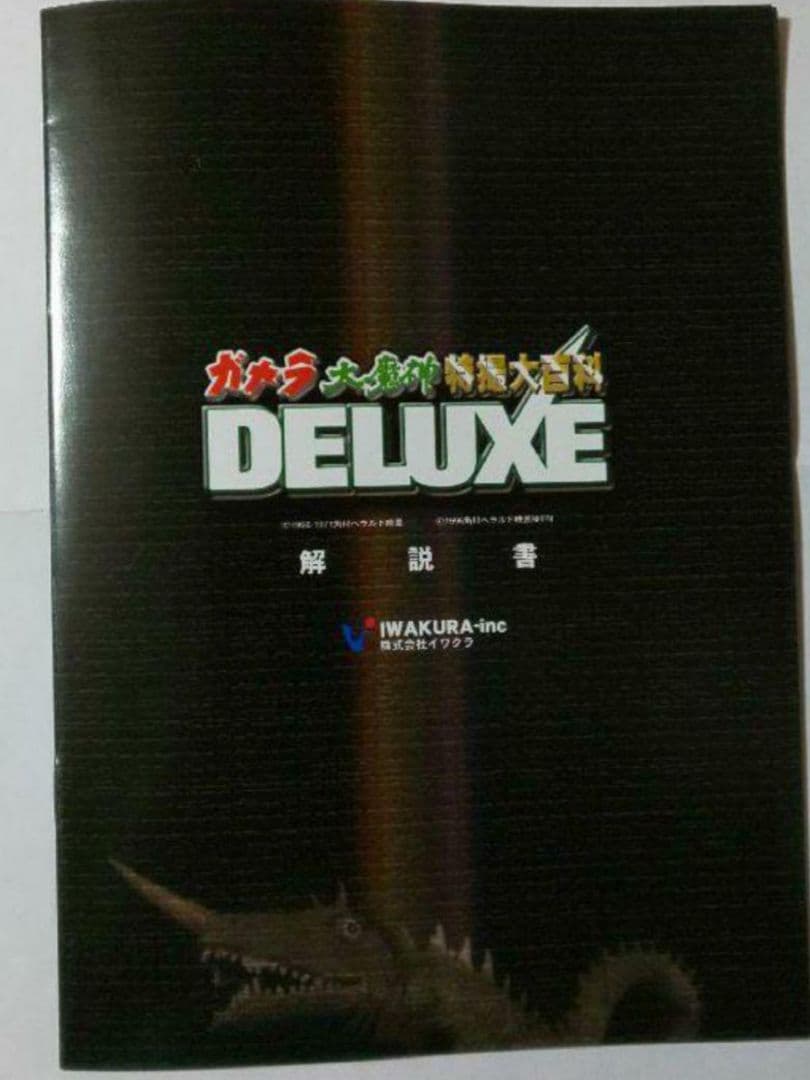 ガメラ 大魔神 特撮大百科
DELUXE
解説書
IWAKURA-inc
株式会社イワクラ